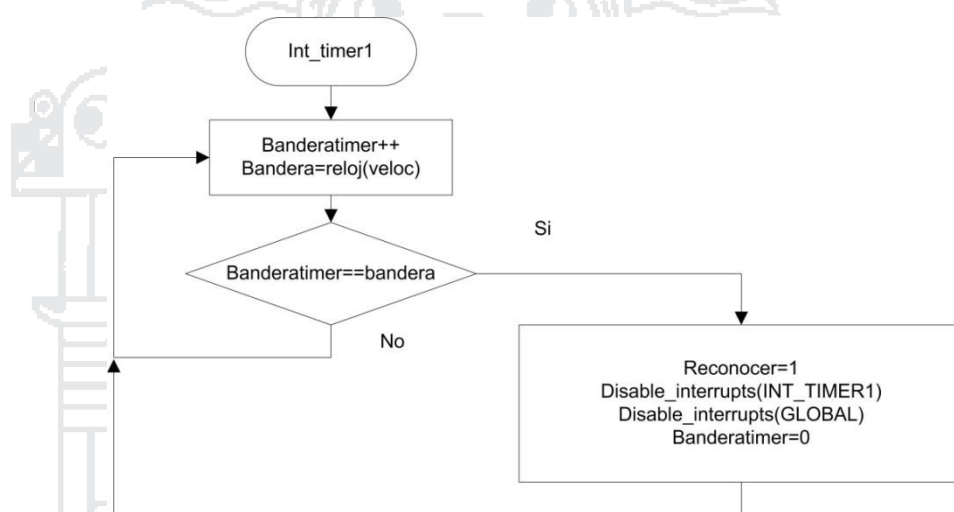 Int_timer1
Banderatimer++
Bandera=reloj(veloc)
Si
Banderatimer==bandera
No
Reconocer=1
Disable_interrupts(INT_TIMER1)
Disable_interrupts(GLOBAL)
Banderatimer=0